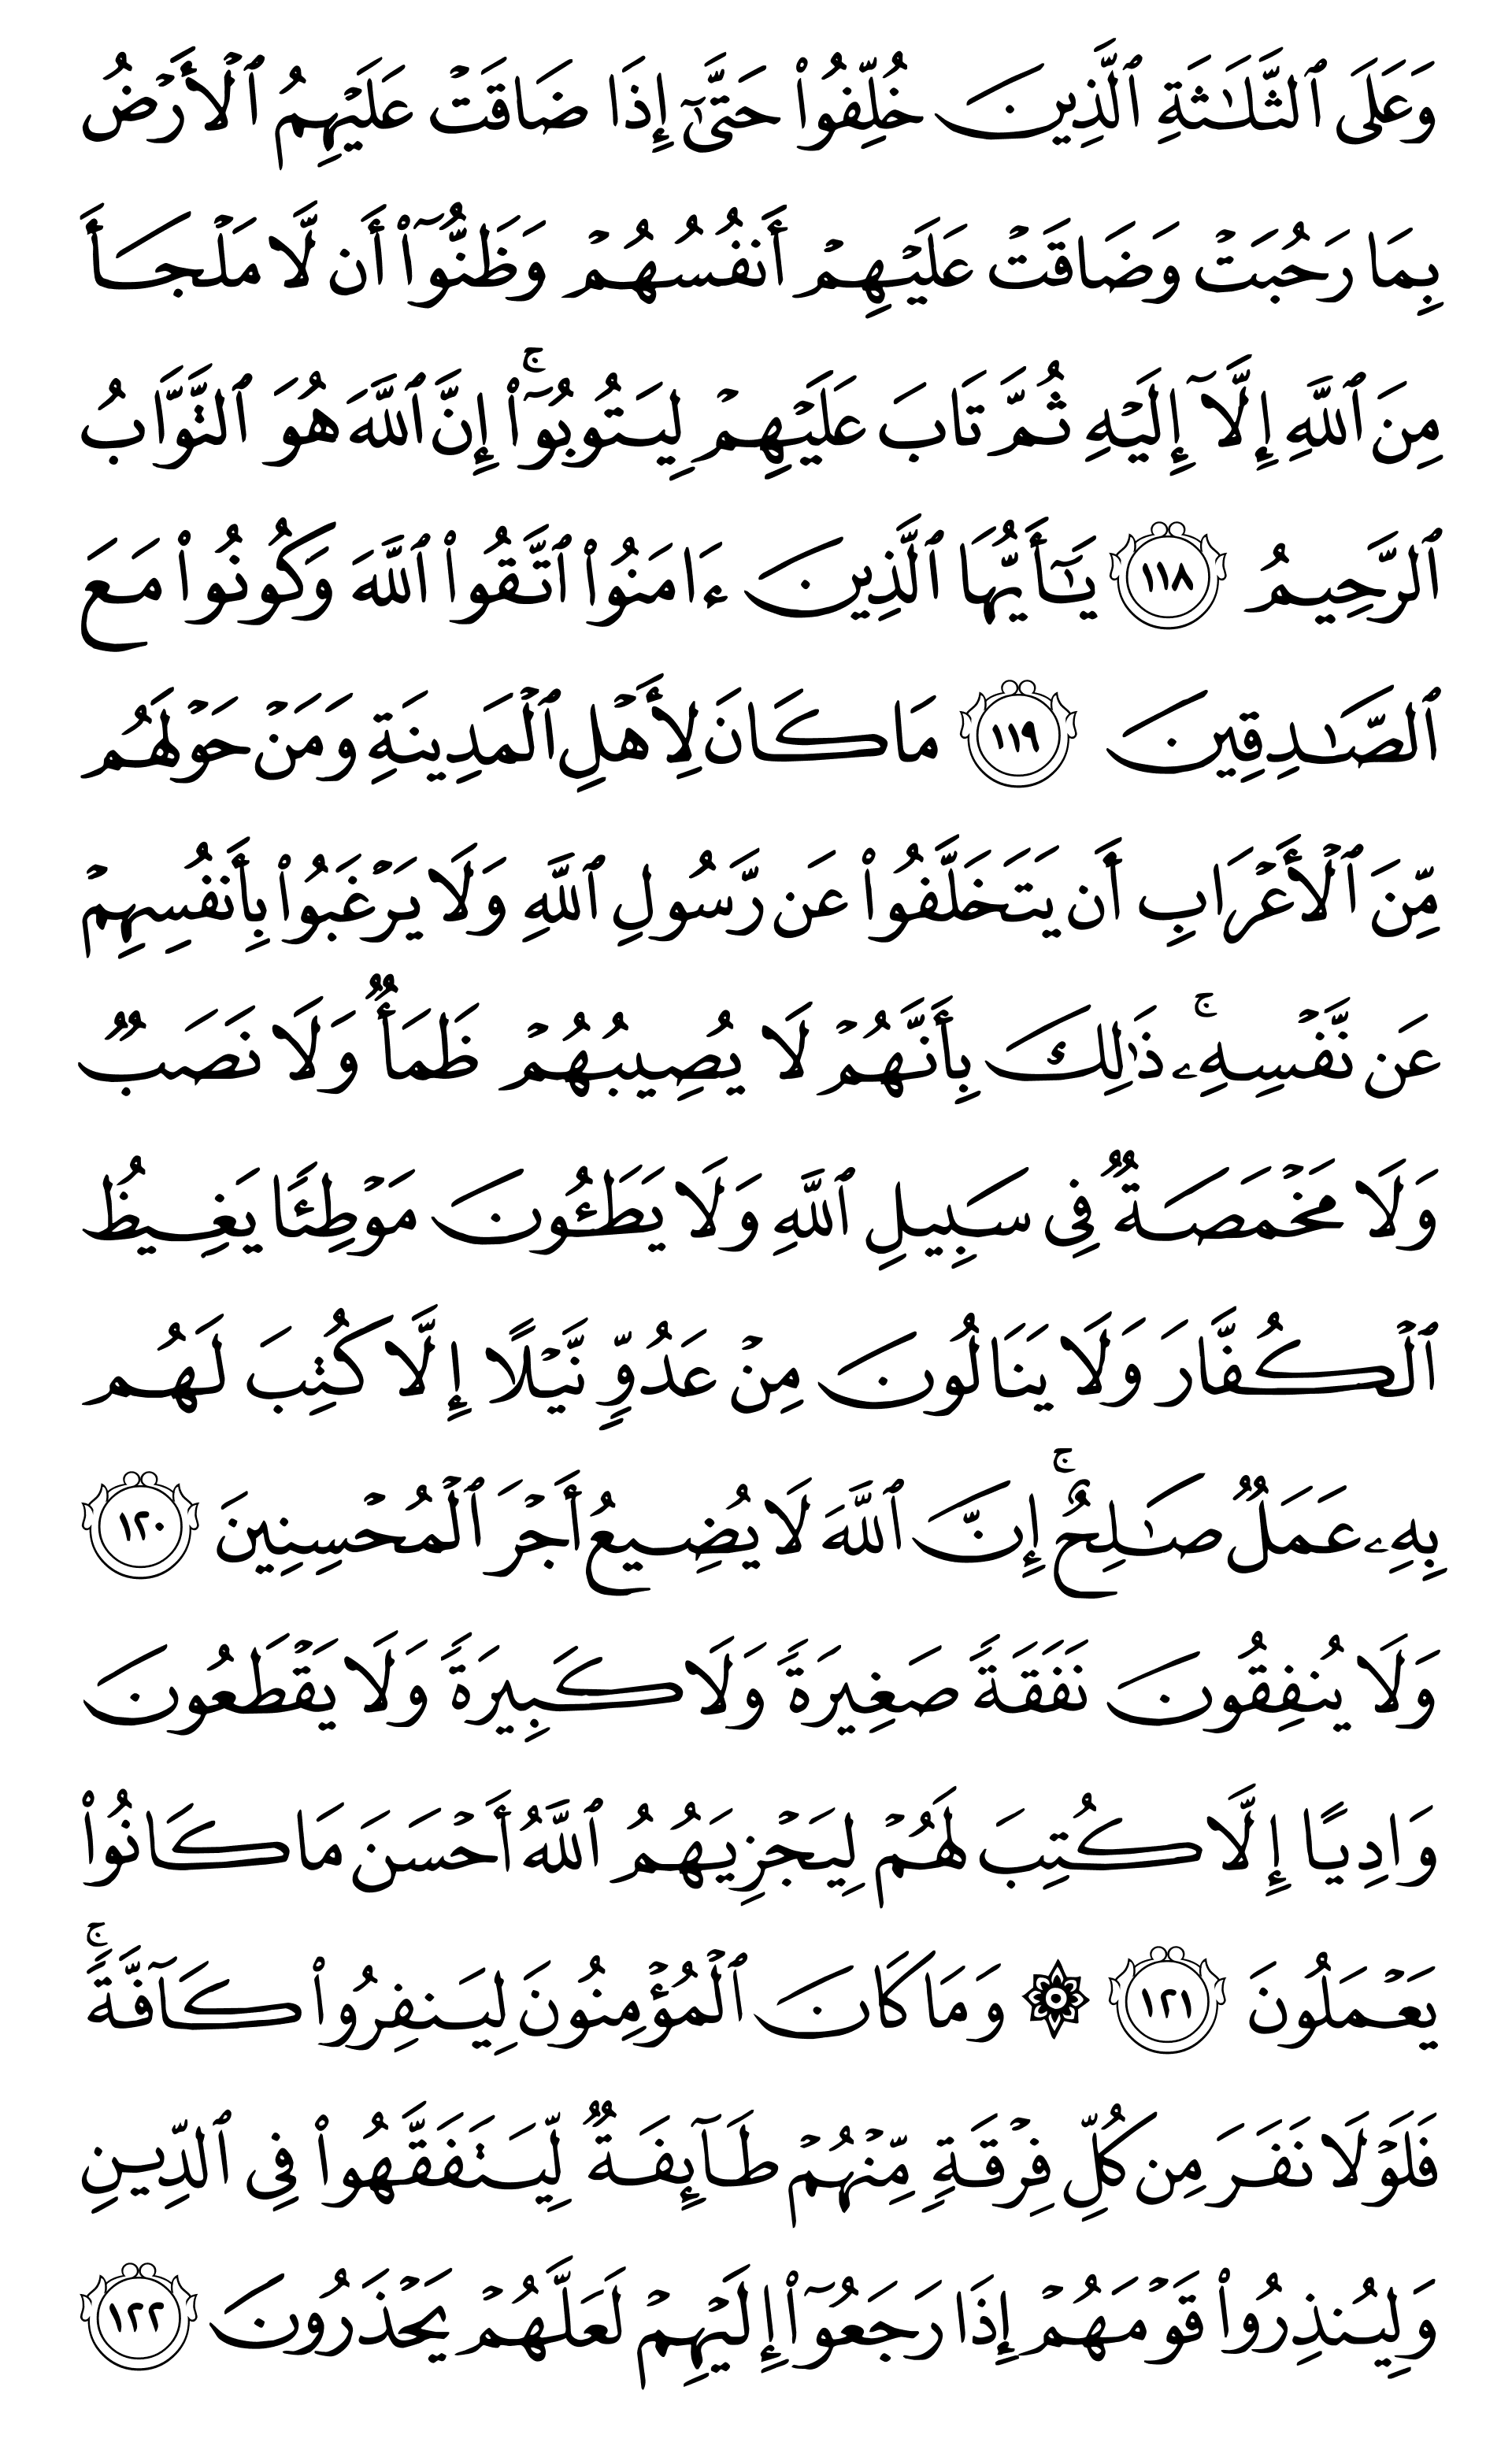 وَعَلَى ٱلثَّلَٰثَةِ ٱلَّذِينَ خُلِّفُوا۟ حَتَّىٰٓ إِذَا ضَاقَتْ عَلَيْهِمُ ٱلْأَرْضُ
بِمَا رَحُبَتْ وَضَاقَتْ عَلَيْهِمْ أَنفُسُهُمْ وَظَنُّوٓا۟ أَن لَّا مَلْجَأَ
مِنَ ٱللَّهِ إِلَّآ إِلَيْهِ ثُمَّ تَابَ عَلَيْهِمْ لِيَتُوبُوٓا۟ۚ إِنَّ ٱللَّهَ هُوَ ٱلتَّوَّابُ
ٱلرَّحِيمُ ١١٨ يَٰٓأَيُّهَا ٱلَّذِينَ ءَامَنُوا۟ ٱتَّقُوا۟ ٱللَّهَ وَكُونُوا۟ مَعَ
ٱلصَّٰدِقِينَ ١١٩ مَا كَانَ لِأَهْلِ ٱلْمَدِينَةِ وَمَنْ حَوْلَهُم
مِّنَ ٱلْأَعْرَابِ أَن يَتَخَلَّفُوا۟ عَن رَّسُولِ ٱللَّهِ وَلَا يَرْغَبُوا۟ بِأَنفُسِهِمْ
عَن نَّفْسِهِۦۚ ذَٰلِكَ بِأَنَّهُمْ لَا يُصِيبُهُمْ ظَمَأٌ وَلَا نَصَبٌ
وَلَا مَخْمَصَةٌ فِى سَبِيلِ ٱللَّهِ وَلَا يَطَـُٔونَ مَوْطِئًا يَغِيظُ
ٱلْكُفَّارَ وَلَا يَنَالُونَ مِنْ عَدُوٍّ نَّيْلًا إِلَّا كُتِبَ لَهُم
بِهِۦ عَمَلٌ صَٰلِحٌۚ إِنَّ ٱللَّهَ لَا يُضِيعُ أَجْرَ ٱلْمُحْسِنِينَ ١٢٠
وَلَا يُنفِقُونَ نَفَقَةً صَغِيرَةً وَلَا كَبِيرَةً وَلَا يَقْطَعُونَ
وَادِيًا إِلَّا كُتِبَ لَهُمْ لِيَجْزِيَهُمُ ٱللَّهُ أَحْسَنَ مَا كَانُوا۟
يَعْمَلُونَ ١٢١ ۞ وَمَا كَانَ ٱلْمُؤْمِنُونَ لِيَنفِرُوا۟ كَآفَّةًۚ
فَلَوْلَا نَفَرَ مِن كُلِّ فِرْقَةٍ مِّنْهُمْ طَآئِفَةٌ لِّيَتَفَقَّهُوا۟ فِى ٱلدِّينِ
وَلِيُنذِرُوا۟ قَوْمَهُمْ إِذَا رَجَعُوٓا۟ إِلَيْهِمْ لَعَلَّهُمْ يَحْذَرُونَ ١٢٢